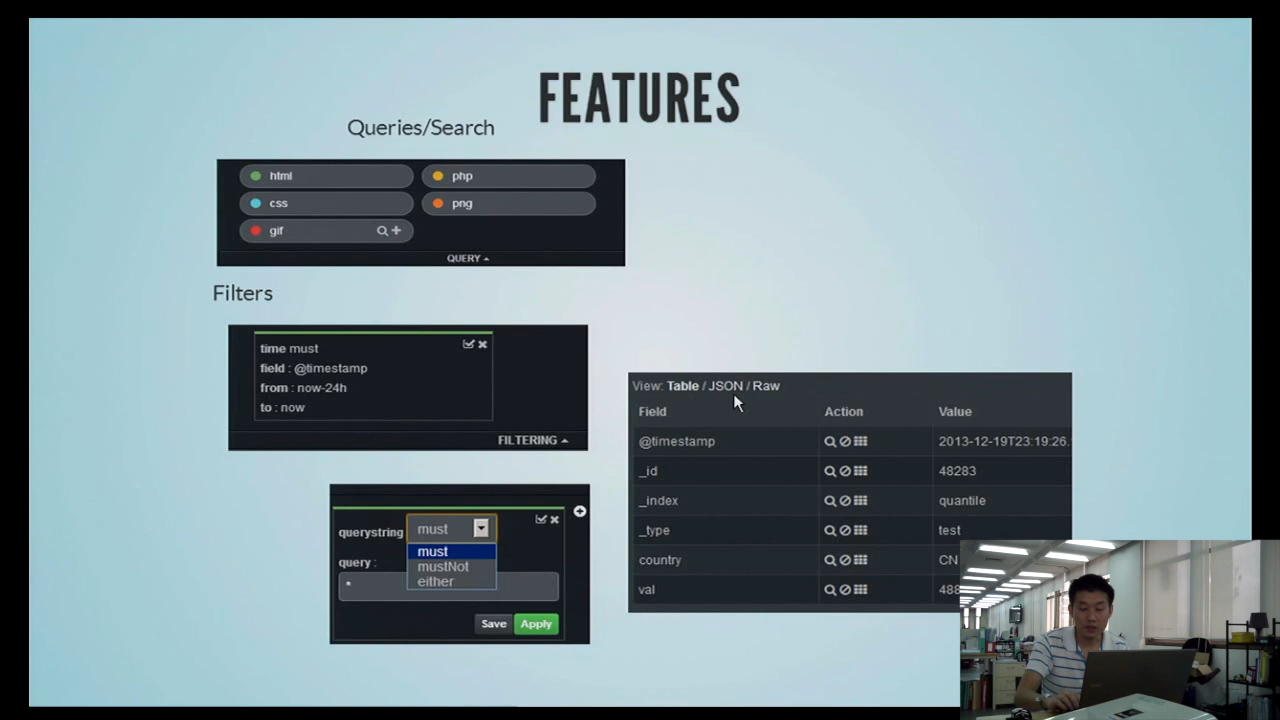 FEATURES
Queries/Search
html
php
css
png
gif
QUERY
Filters
time must
field : @timestamp
from : now-24h
to : now
FILTERING
querystring must
must
mustNot
either
query :
*
Save Apply
View: Table / JSON / Raw
Field Action Value
@timestamp 2013-12-19T23:19:26.
_id 48283
_index quantile
_type test
country CN
val 488